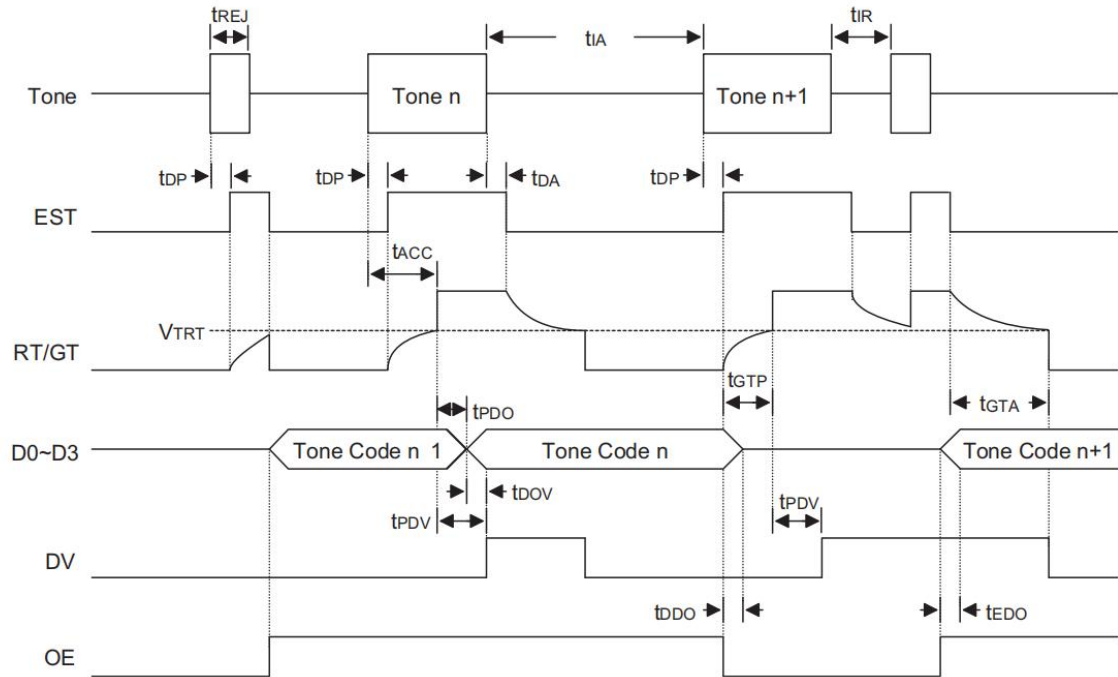 tREJ
tIA
tIR
Tone
Tone n
Tone n+1
tDP
tDP
tDA
tDP
EST
tACC
VTRT
RT/GT
tGTP
tGTA
tPDO
D0~D3
Tone Code n 1
Tone Code n
Tone Code n+1
tDOV
tPDV
tPDV
DV
tDDO
tEDO
OE